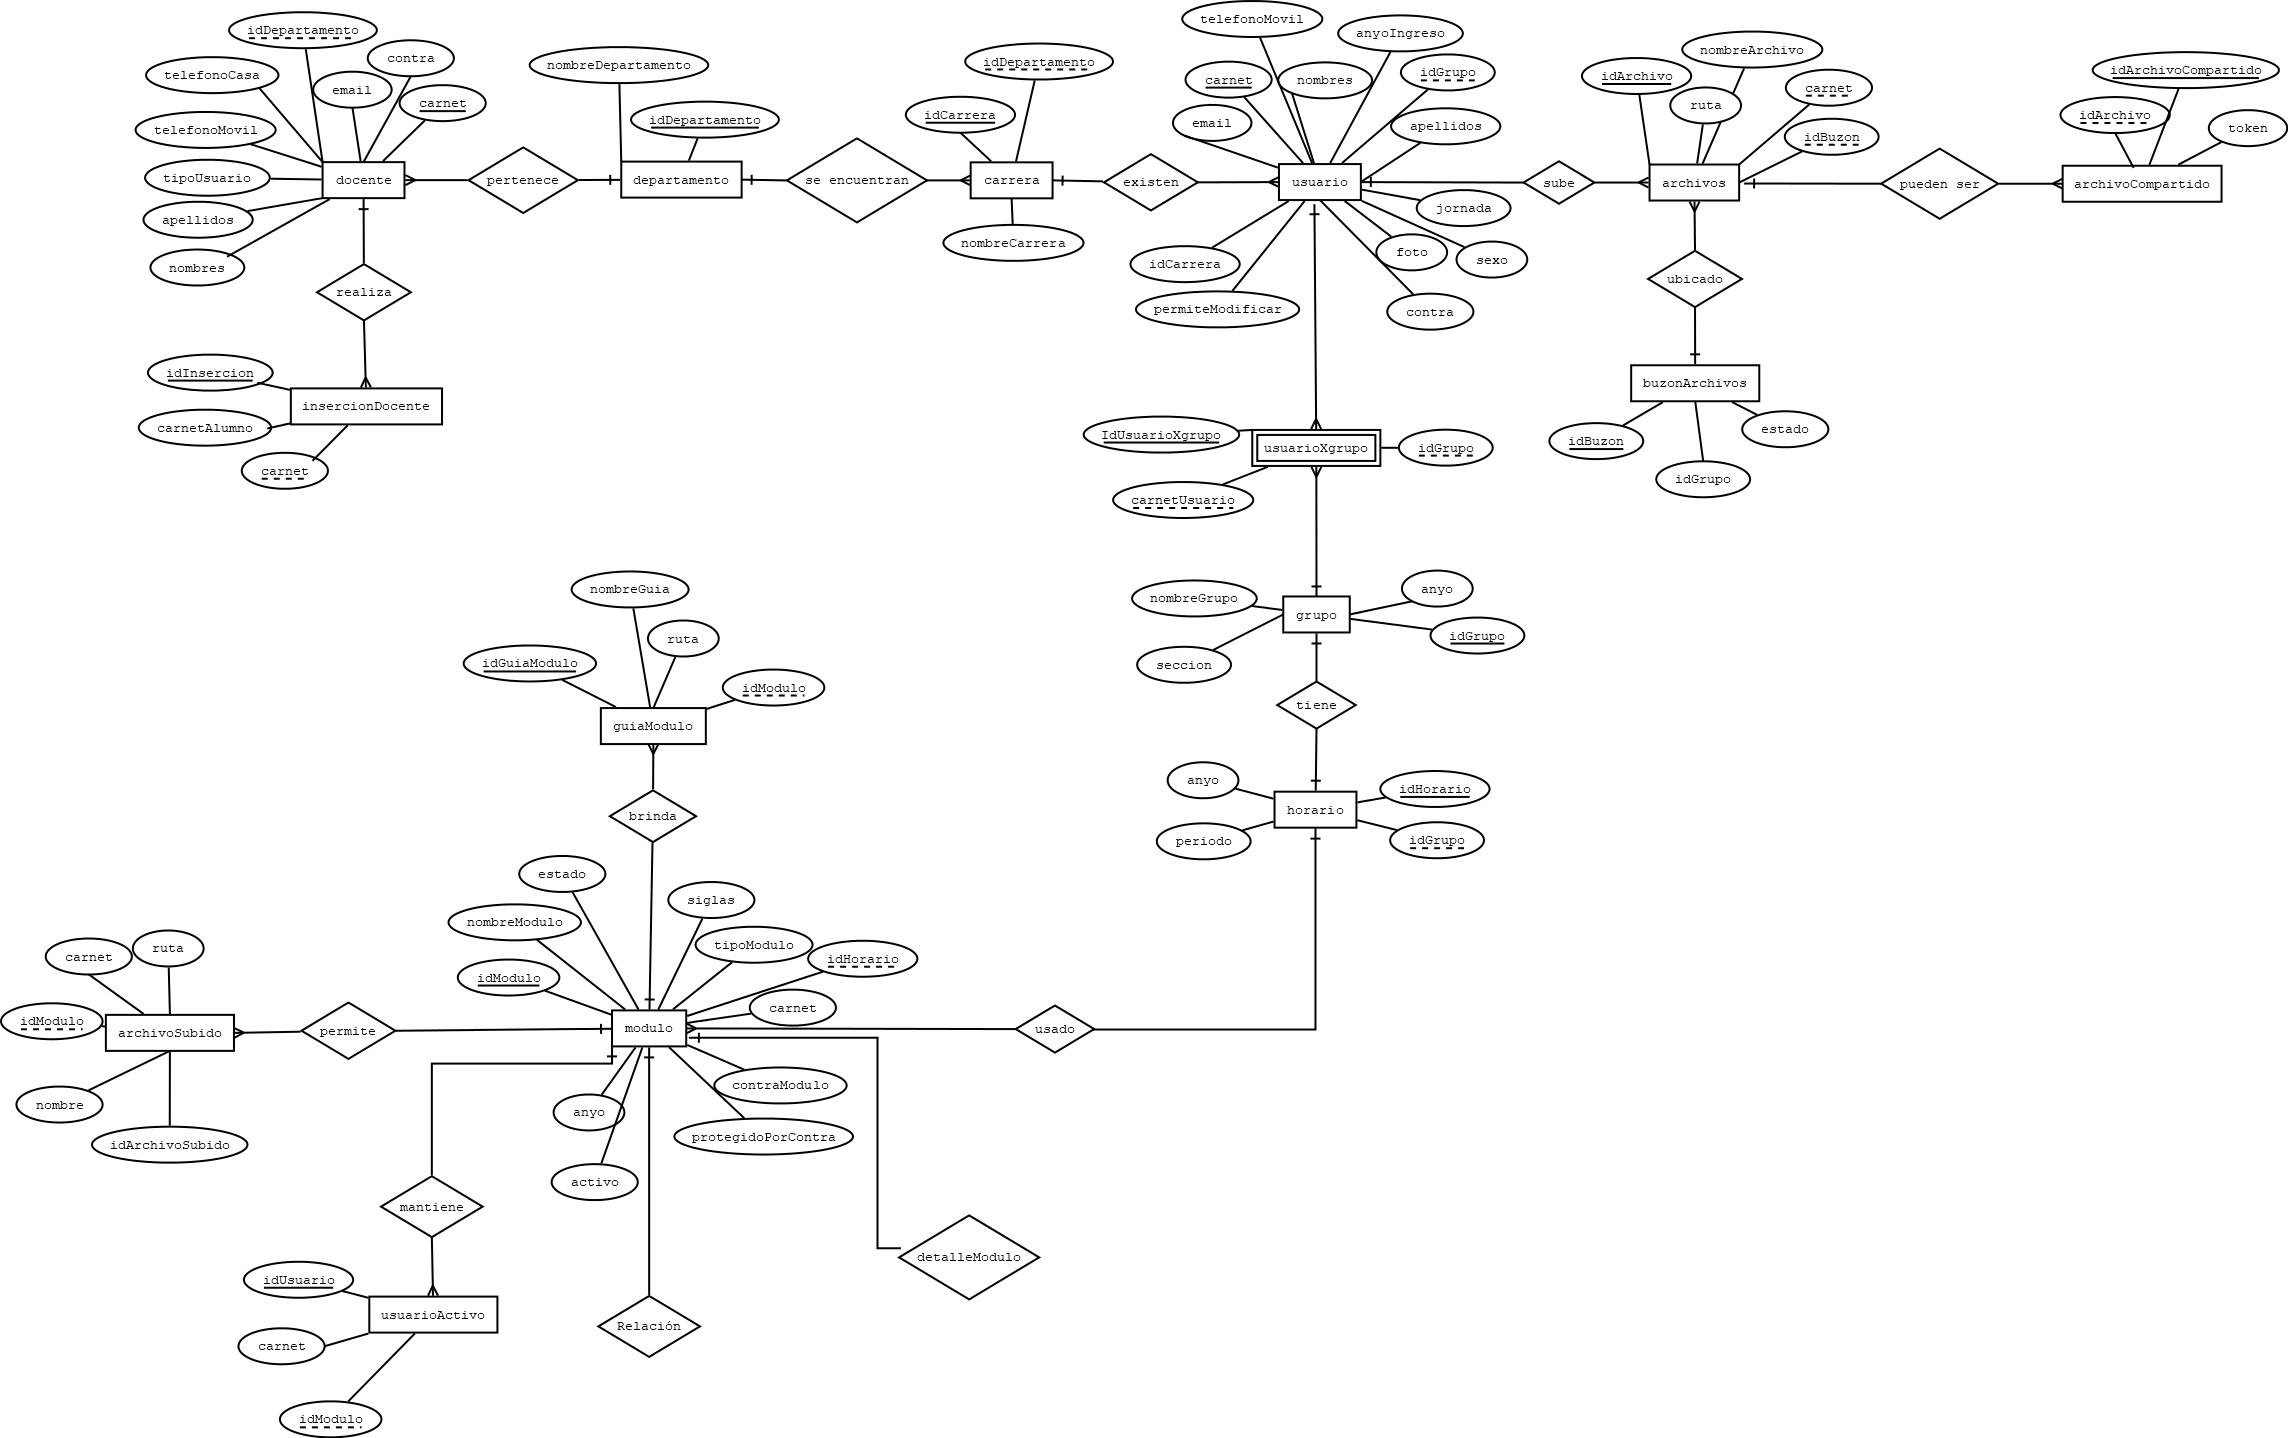 telefonoMovil
idDepartamento
anyoIngreso
nombreArchivo
contra
nombreDepartamento
idDepartamento
telefonoCasa
carnet
nombres
idGrupo
idArchivo
idArchivoCompartido
email
carnet
ruta
carnet
idArchivo
idDepartamento
idCarrera
email
apellidos
token
telefonoMovil
idBuzon
tipoUsuario
docente
pertenece
departamento
se encuentran
carrera
existen
usuario
sube
archivos
pueden ser
archivoCompartido
apellidos
jornada
nombres
nombreCarrera
foto
sexo
idCarrera
ubicado
realiza
permiteModificar
contra
idInsercion
buzonArchivos
insercionDocente
carnetAlumno
IdUsuarioXgrupo
usuarioXgrupo
idGrupo
idBuzon
estado
carnet
carnetUsuario
idGrupo
nombreGuia
nombreGrupo
anyo
grupo
ruta
idGrupo
idGuiaModulo
seccion
idModulo
tiene
guiaModulo
anyo
idHorario
brinda
horario
periodo
idGrupo
estado
siglas
nombreModulo
ruta
tipoModulo
carnet
idHorario
idModulo
carnet
idModulo
archivoSubido
permite
modulo
usado
contraModulo
nombre
anyo
protegidoPorContra
idArchivoSubido
activo
mantiene
detalleModulo
idUsuario
usuarioActivo
Relación
carnet
idModulo